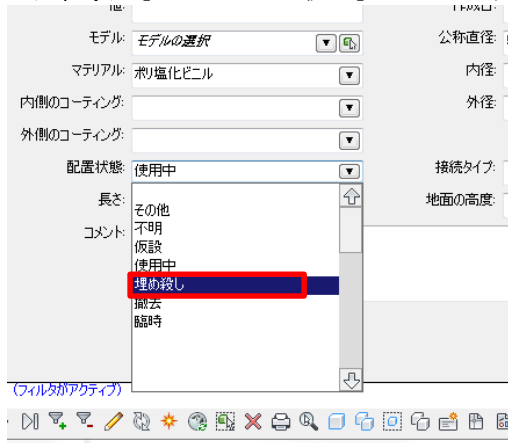 モデル: モデルの選択 公称直径:
マテリアル: ポリ塩化ビニル 内径:
内側のコーティング: 外径:
外側のコーティング:
配置状態: 使用中 接続タイプ:
長さ: 地面の高度:
コメント:
その他
不明
仮設
使用中
埋め殺し
撤去
臨時
(フィルタがアクティブ)